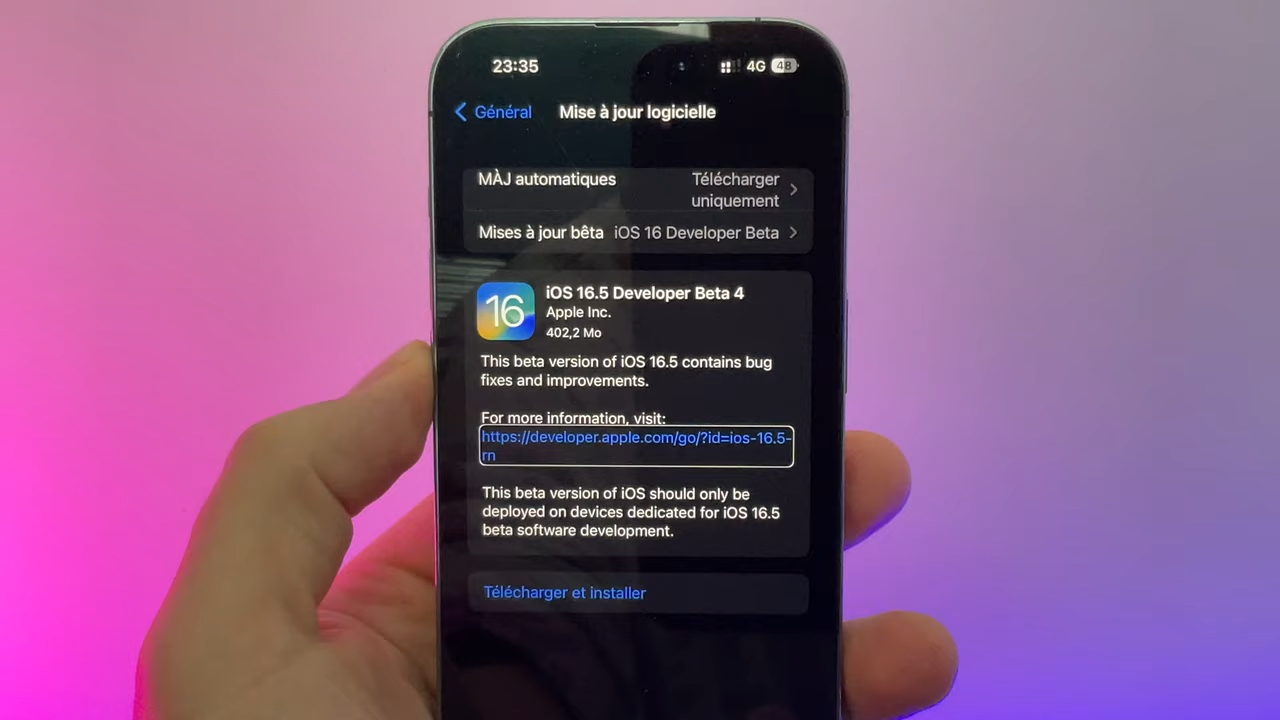 23:35
4G
48
Général
Mise à jour logicielle
MÀJ automatiques
Télécharger
uniquement
Mises à jour bêta
iOS 16 Developer Beta
16
iOS 16.5 Developer Beta 4
Apple Inc.
402,2 Mo
This beta version of iOS 16.5 contains bug
fixes and improvements.
For more information, visit:
https://developer.apple.com/go/?id=ios-16.5-
rn
This beta version of iOS should only be
deployed on devices dedicated for iOS 16.5
beta software development.
Télécharger et installer